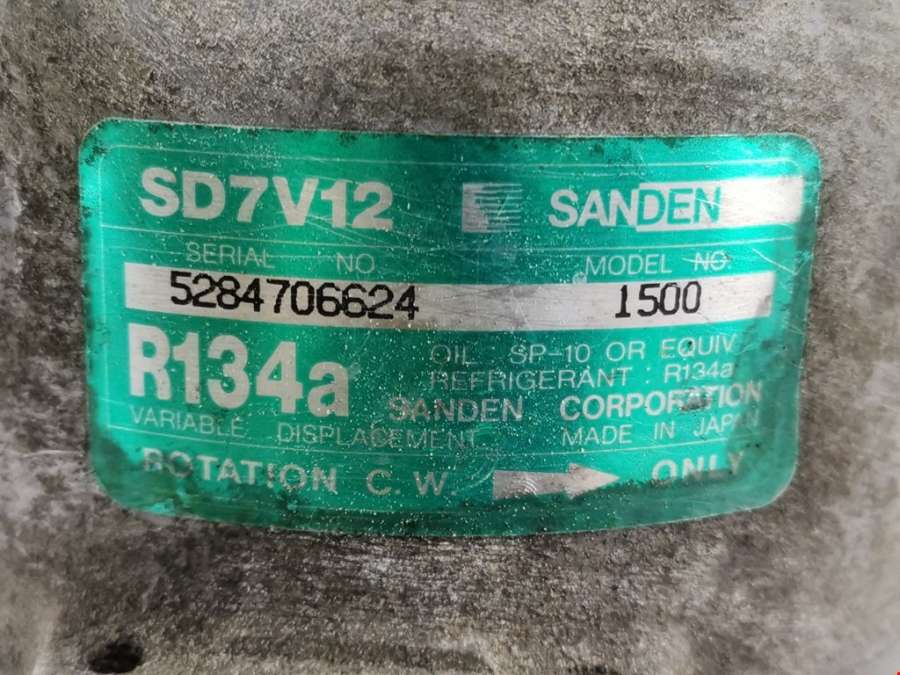 SD7V12 SANDEN
SERIAL NO MODEL NO.
5284706624 1500
R134a
OIL SP-10 OR EQUIV
REFRIGERANT : R134a
SANDEN CORPORATION
VARIABLE DISPLACEMENT MADE IN JAPAN
ROTATION C.W. ONLY